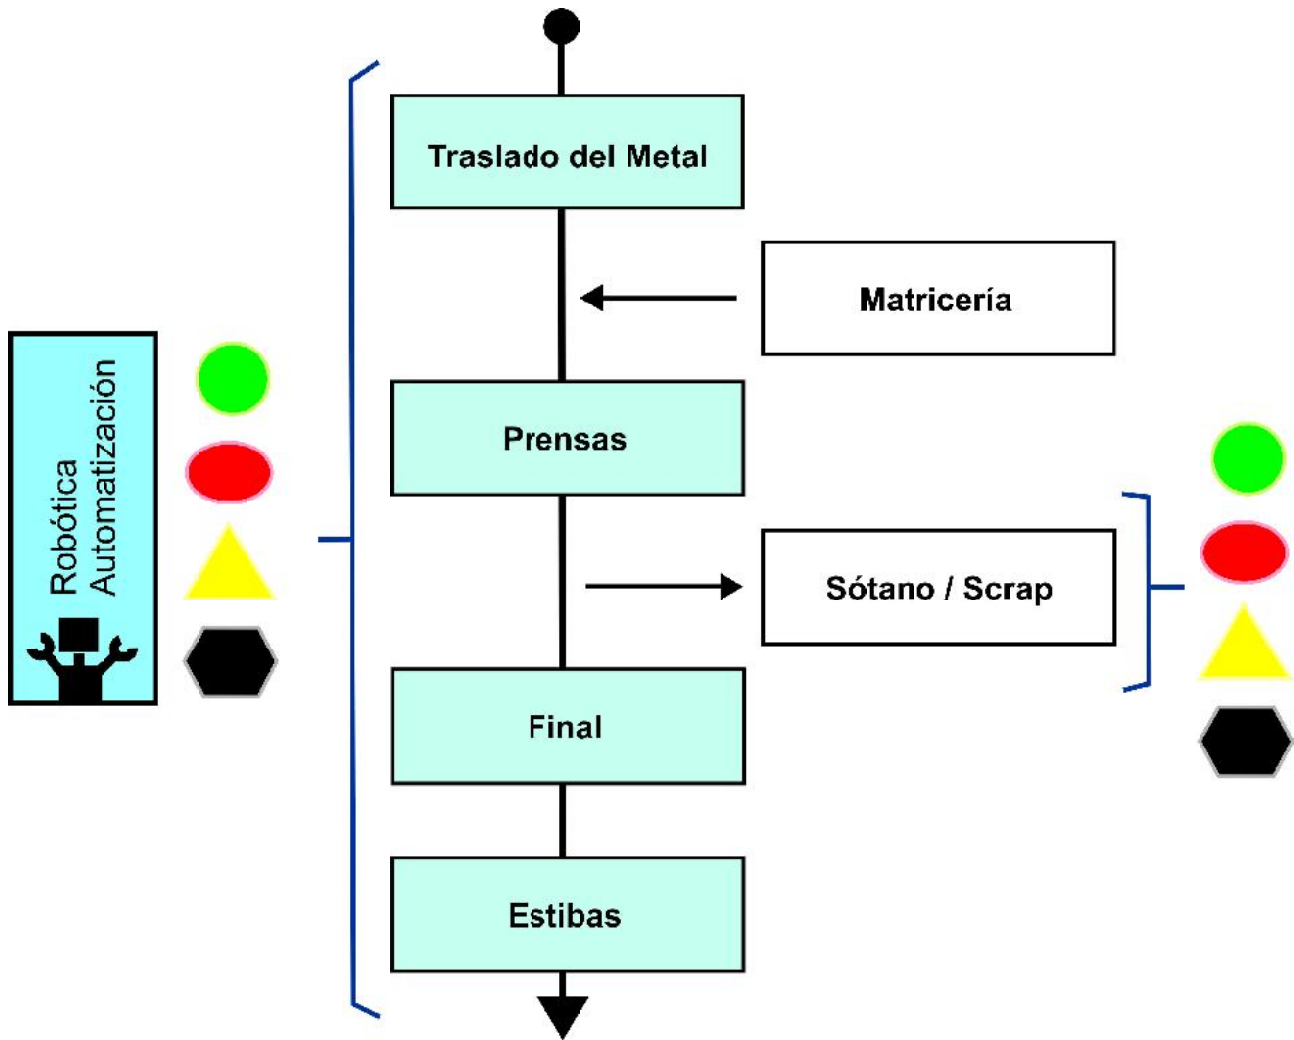 Traslado del Metal
Matricería
Robótica
Automatización
Prensas
Sótano / Scrap
Final
Estibas